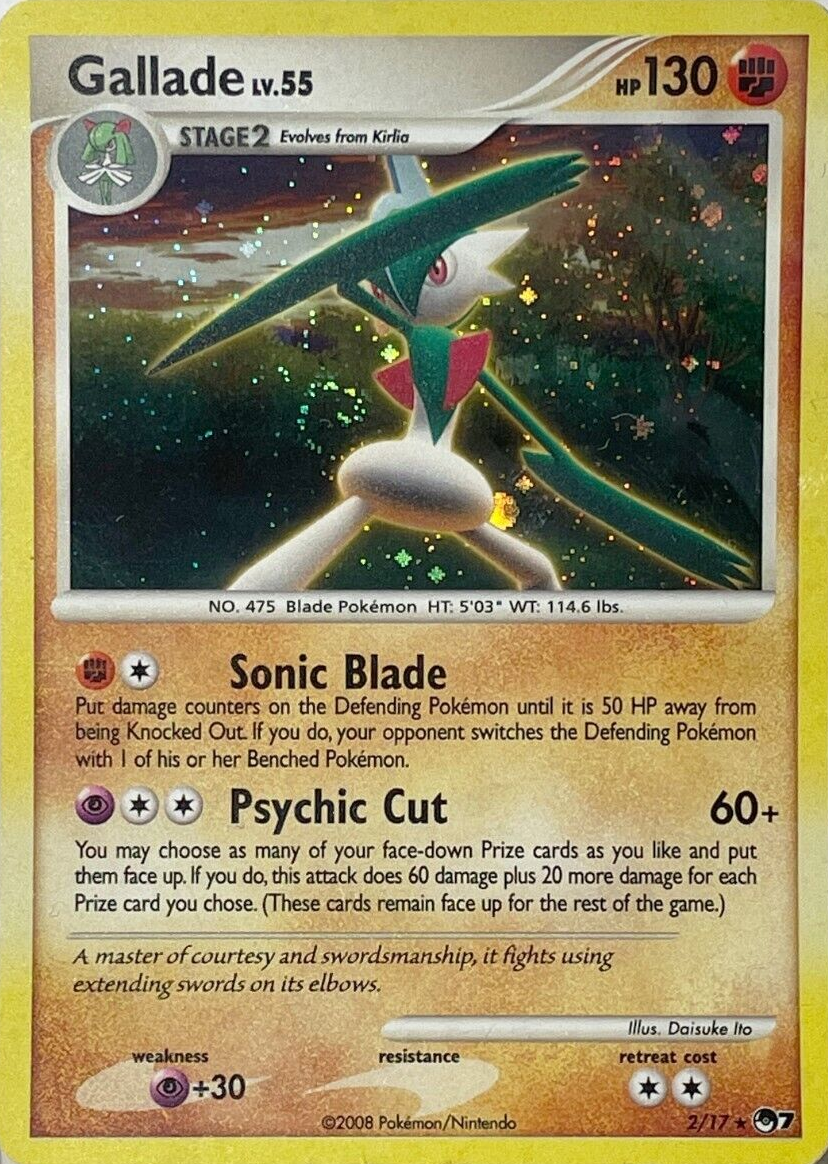 Gallade LV.55 HP 130
STAGE2 Evolves from Kirlia
NO. 475 Blade Pokémon HT: 5'03" WT: 114.6 lbs.
Sonic Blade
Put damage counters on the Defending Pokémon until it is 50 HP away from
being Knocked Out. If you do, your opponent switches the Defending Pokémon
with 1 of his or her Benched Pokémon.
Psychic Cut 60+
You may choose as many of your face-down Prize cards as you like and put
them face up. If you do, this attack does 60 damage plus 20 more damage for each
Prize card you chose. (These cards remain face up for the rest of the game.)
A master of courtesy and swordsmanship, it fights using
extending swords on its elbows.
Illus. Daisuke Ito
weakness resistance retreat cost
+30
©2008 Pokémon/Nintendo 2/17 ★ 7